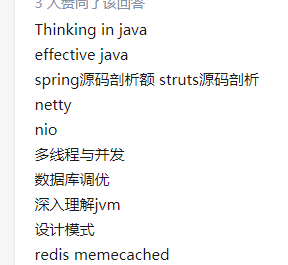 3 人赞同了该回答
Thinking in java
effective java
spring源码剖析额 struts源码剖析
netty
nio
多线程与并发
数据库调优
深入理解jvm
设计模式
redis memecached